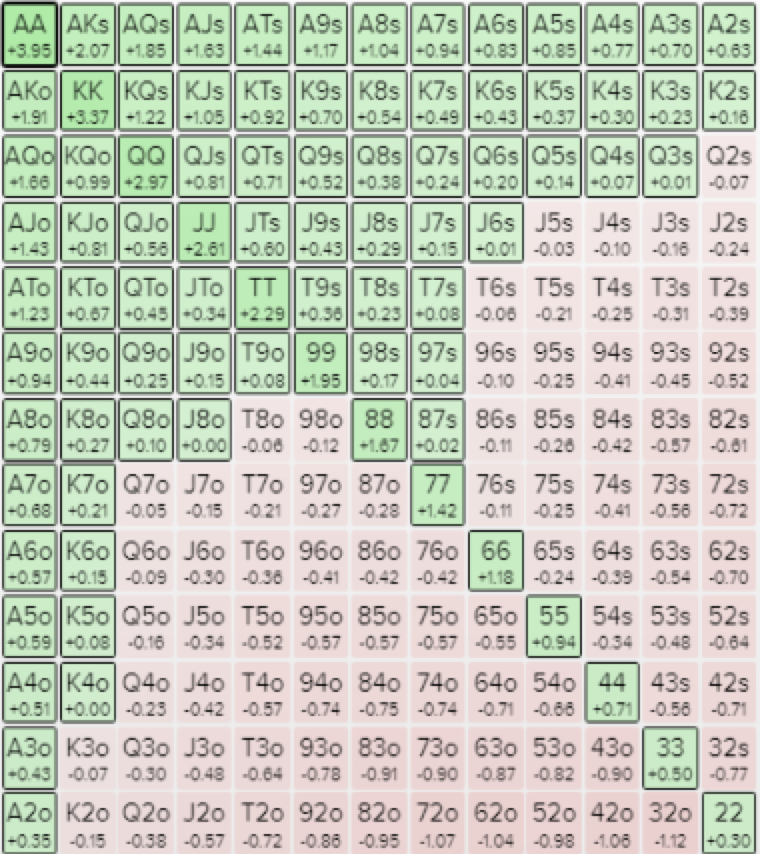 AA AKs AQs AJs ATs A9s A8s A7s A6s A5s A4s A3s A2s
+3.95 +2.07 +1.85 +1.63 +1.44 +1.17 +1.04 +0.94 +0.83 +0.85 +0.77 +0.70 +0.63
AKo KK KQs KJs KTs K9s K8s K7s K6s K5s K4s K3s K2s
+1.91 +3.37 +1.22 +1.05 +0.92 +0.70 +0.54 +0.49 +0.43 +0.37 +0.30 +0.23 +0.16
AQo KQo QQ QJs QTs Q9s Q8s Q7s Q6s Q5s Q4s Q3s Q2s
+1.66 +0.99 +2.97 +0.81 +0.71 +0.52 +0.38 +0.24 +0.20 +0.14 +0.07 +0.01 -0.07
AJo KJo QJo JJ JTs J9s J8s J7s J6s J5s J4s J3s J2s
+1.43 +0.81 +0.56 +2.61 +0.60 +0.43 +0.29 +0.15 +0.01 -0.03 -0.10 -0.16 -0.24
ATo KTo QTo JTo TT T9s T8s T7s T6s T5s T4s T3s T2s
+1.23 +0.67 +0.45 +0.34 +2.29 +0.36 +0.23 +0.08 -0.06 -0.21 -0.25 -0.31 -0.39
A9o K9o Q9o J9o T9o 99 98s 97s 96s 95s 94s 93s 92s
+0.94 +0.44 +0.25 +0.15 +0.08 +1.95 +0.17 +0.04 -0.10 -0.25 -0.41 -0.45 -0.52
A8o K8o Q8o J8o T8o 98o 88 87s 86s 85s 84s 83s 82s
+0.79 +0.27 +0.10 +0.00 -0.06 -0.12 +1.67 +0.02 -0.11 -0.26 -0.42 -0.57 -0.61
A7o K7o Q7o J7o T7o 97o 87o 77 76s 75s 74s 73s 72s
+0.68 +0.21 -0.05 -0.15 -0.21 -0.27 -0.28 +1.42 -0.11 -0.25 -0.41 -0.56 -0.72
A6o K6o Q6o J6o T6o 96o 86o 76o 66 65s 64s 63s 62s
+0.57 +0.15 -0.09 -0.30 -0.36 -0.41 -0.42 -0.42 +1.18 -0.24 -0.39 -0.54 -0.70
A5o K5o Q5o J5o T5o 95o 85o 75o 65o 55 54s 53s 52s
+0.59 +0.08 -0.16 -0.34 -0.52 -0.57 -0.57 -0.57 -0.55 +0.94 -0.34 -0.48 -0.64
A4o K4o Q4o J4o T4o 94o 84o 74o 64o 54o 44 43s 42s
+0.51 +0.00 -0.23 -0.42 -0.57 -0.74 -0.75 -0.74 -0.71 -0.66 +0.71 -0.56 -0.71
A3o K3o Q3o J3o T3o 93o 83o 73o 63o 53o 43o 33 32s
+0.43 -0.07 -0.30 -0.48 -0.64 -0.78 -0.91 -0.90 -0.87 -0.82 -0.90 +0.50 -0.77
A2o K2o Q2o J2o T2o 92o 82o 72o 62o 52o 42o 32o 22
+0.35 -0.15 -0.38 -0.57 -0.72 -0.86 -0.95 -1.07 -1.04 -0.98 -1.06 -1.12 +0.30